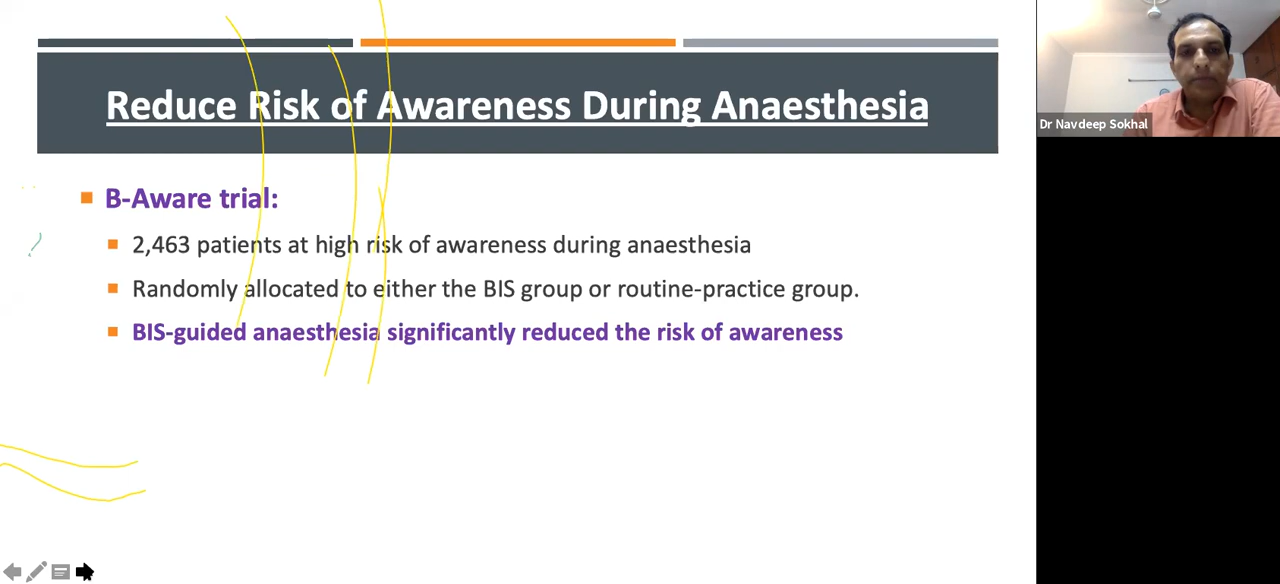 Reduce Risk of Awareness During Anaesthesia
Dr Navdeep Sokhal
B-Aware trial:
2,463 patients at high risk of awareness during anaesthesia
Randomly allocated to either the BIS group or routine-practice group.
BIS-guided anaesthesia significantly reduced the risk of awareness